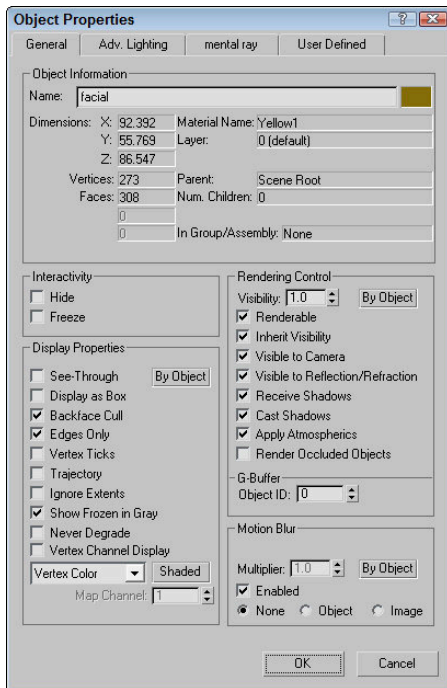 Object Properties
General Adv. Lighting mental ray User Defined
Object Information
Name: facial
Dimensions: X: 92.392 Material Name: Yellow1
Y: 55.769 Layer: 0 (default)
Z: 86.547
Vertices: 273 Parent: Scene Root
Faces: 308 Num. Children: 0
0
0 In Group/Assembly: None
Interactivity
Hide
Freeze
Display Properties
See-Through By Object
Display as Box
Backface Cull
Edges Only
Vertex Ticks
Trajectory
Ignore Extents
Show Frozen in Gray
Never Degrade
Vertex Channel Display
Vertex Color Shaded
Map Channel: 1
Rendering Control
Visibility: 1.0 By Object
Renderable
Inherit Visibility
Visible to Camera
Visible to Reflection/Refraction
Receive Shadows
Cast Shadows
Apply Atmospherics
Render Occluded Objects
G-Buffer
Object ID: 0
Motion Blur
Multiplier: 1.0 By Object
Enabled
None Object Image
OK Cancel